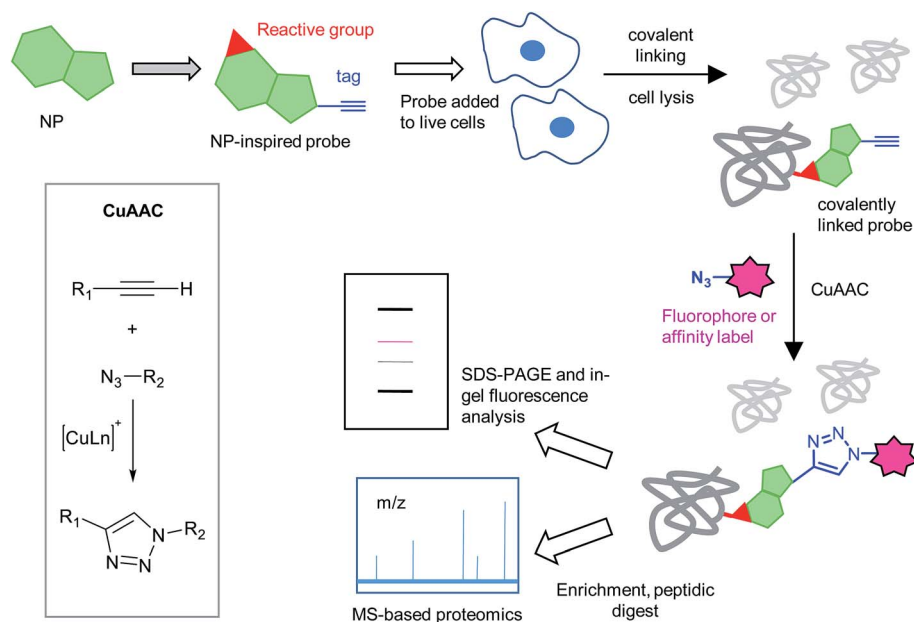 Reactive group
tag
NP
NP-inspired probe
Probe added
to live cells
covalent
linking
cell lysis
covalently
linked probe
N3
CuAAC
Fluorophore or
affinity label
CuAAC
R1
H
+
N3
R2
[CuLn]+
R1
R2
N
N
N
SDS-PAGE and in-
gel fluorescence
analysis
N
N
N
m/z
MS-based proteomics
Enrichment, peptidic
digest